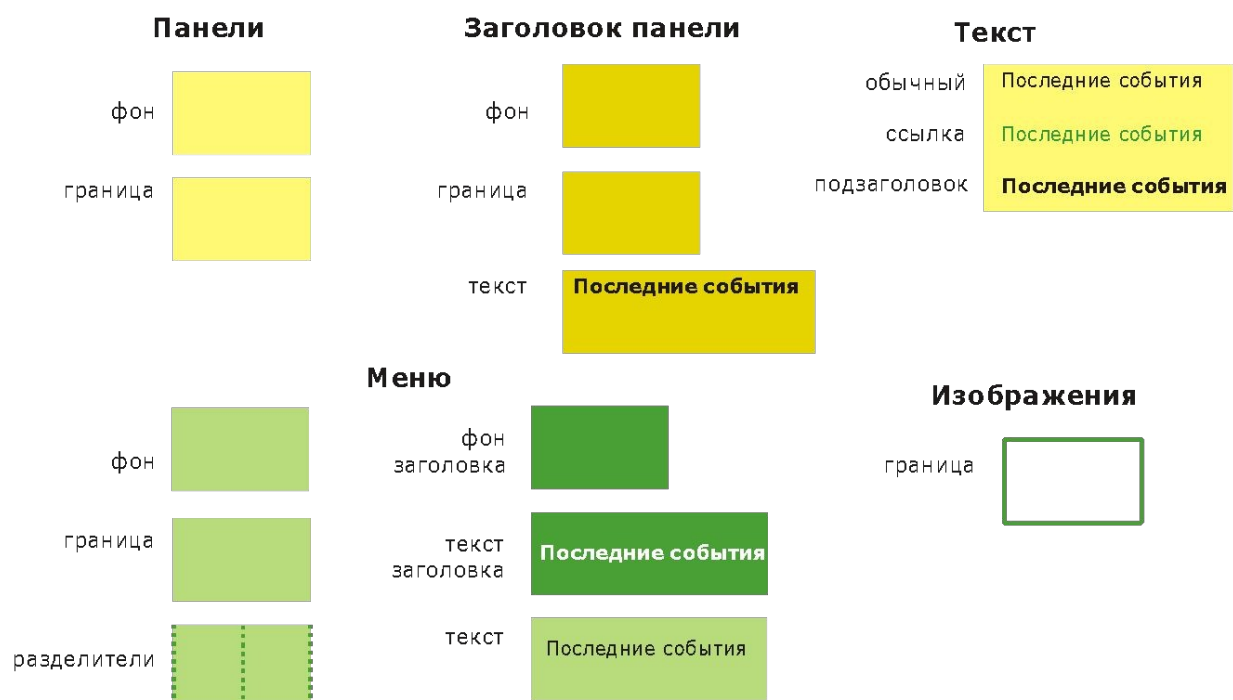 Панели
фон
граница
Заголовок панели
фон
граница
текст
Последние события
Текст
обычный
Последние события
ссылка
Последние события
подзаголовок
Последние события
Меню
фон
граница
разделители
фон
заголовка
текст
заголовка
Последние события
текст
Последние события
Изображения
граница